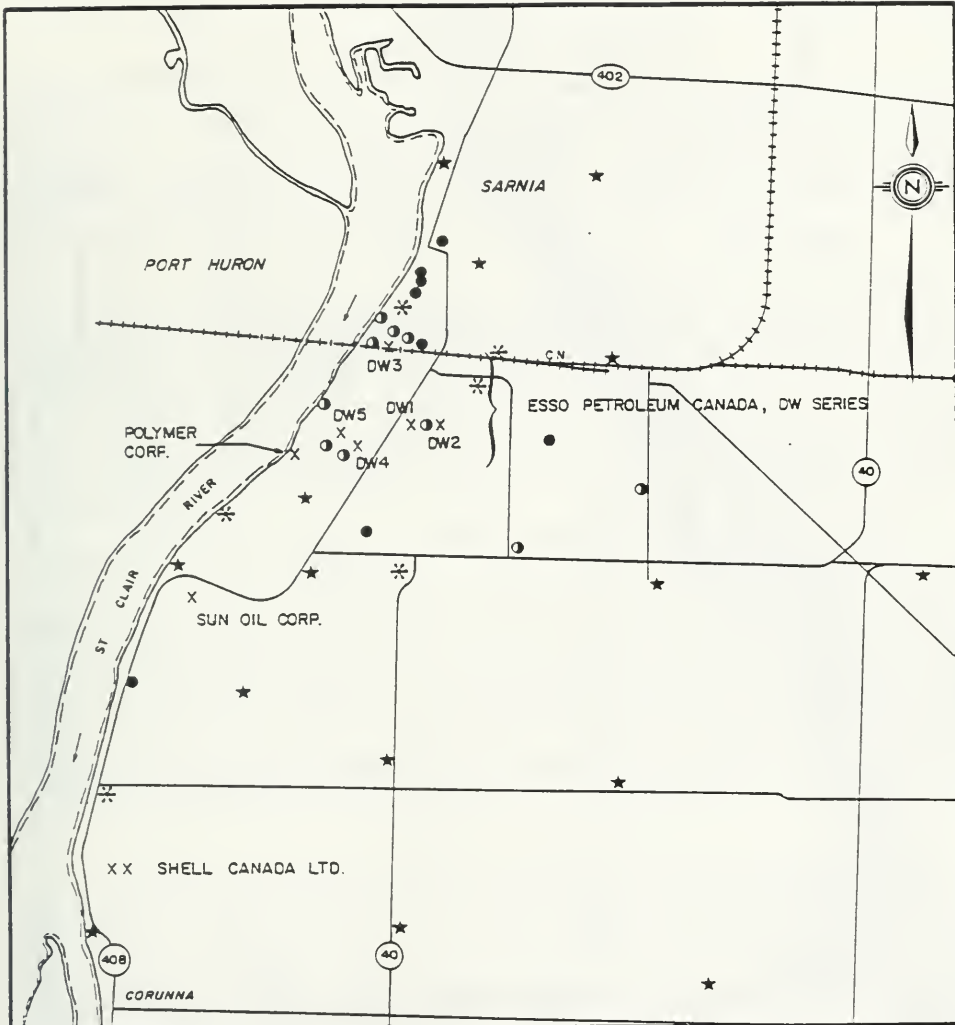 402
SARNIA
N
PORT HURON
C.N.
DW3
ESSO PETROLEUM CANADA, DW SERIES
DW5
DW1
DW2
POLYMER
CORP.
DW4
40
ST CLAIR RIVER
SUN OIL CORP.
XX SHELL CANADA LTD.
408
40
CORUNNA